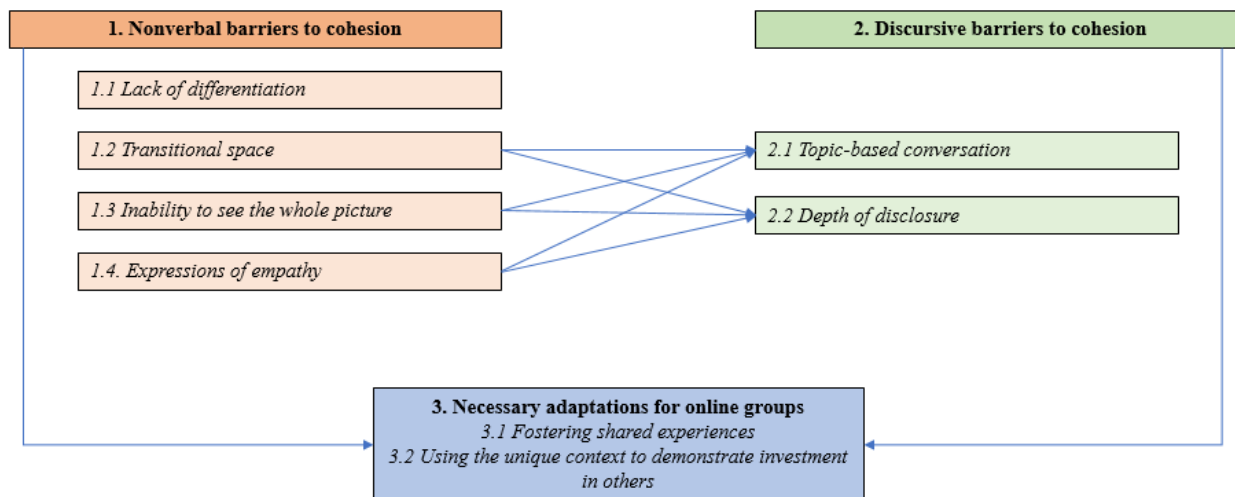 1. Nonverbal barriers to cohesion
2. Discursive barriers to cohesion
1.1 Lack of differentiation
1.2 Transitional space
2.1 Topic-based conversation
1.3 Inability to see the whole picture
2.2 Depth of disclosure
1.4. Expressions of empathy
3. Necessary adaptations for online groups
3.1 Fostering shared experiences
3.2 Using the unique context to demonstrate investment
in others